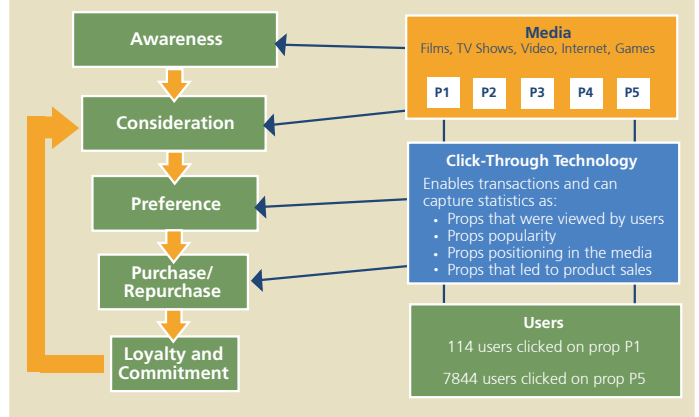 Awareness
Consideration
Preference
Purchase/
Repurchase
Loyalty and
Commitment
Media
Films, TV Shows, Video, Internet, Games
P1 P2 P3 P4 P5
Click-Through Technology
Enables transactions and can
capture statistics as:
• Props that were viewed by users
• Props popularity
• Props positioning in the media
• Props that led to product sales
Users
114 users clicked on prop P1
7844 users clicked on prop P5